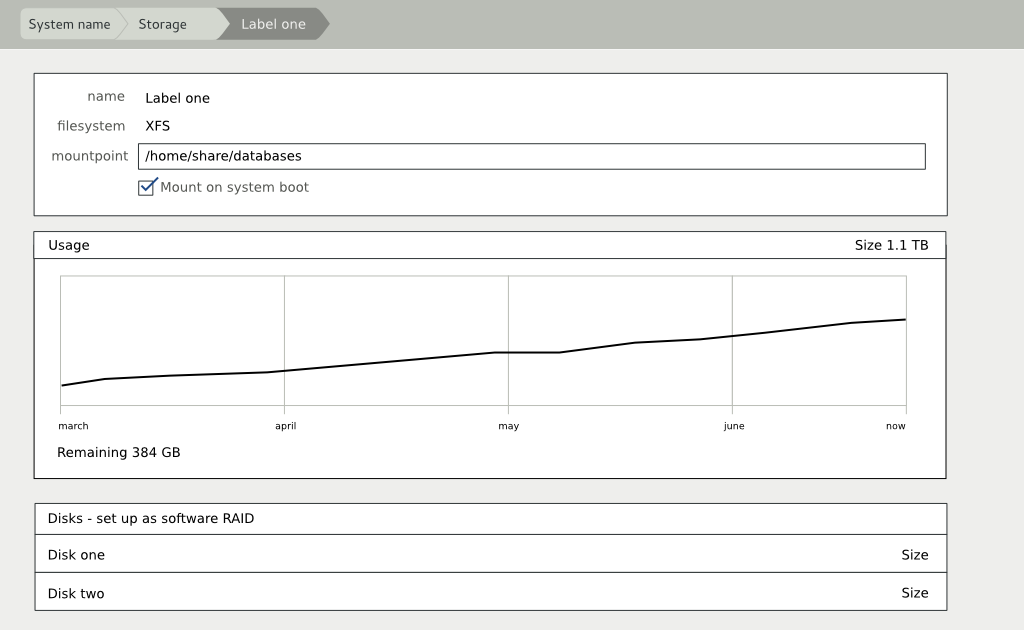 System name Storage Label one
name Label one
filesystem XFS
mountpoint /home/share/databases
Mount on system boot
Usage Size 1.1 TB
march april may june now
Remaining 384 GB
Disks - set up as software RAID
Disk one Size
Disk two Size